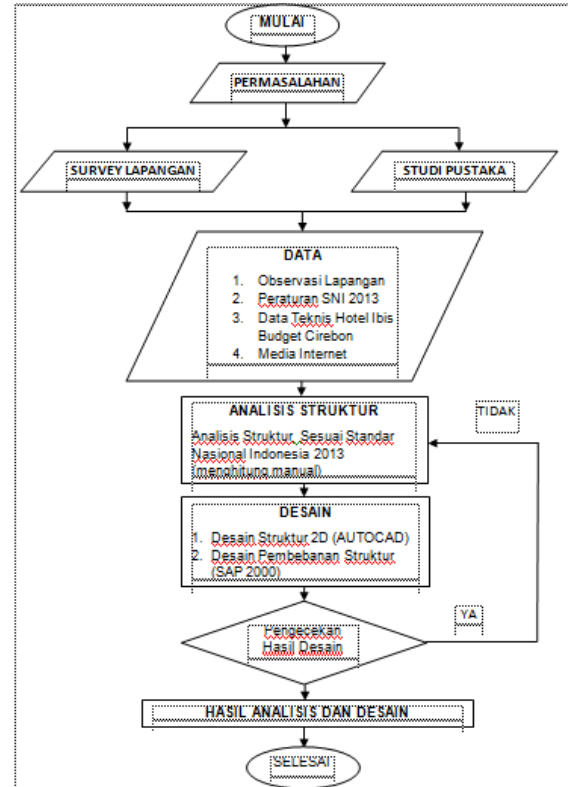 MULAI
PERMASALAHAN
SURVEY LAPANGAN
STUDI PUSTAKA
DATA
1. Observasi Lapangan
2. Peraturan SNI 2013
3. Data Teknis Hotel Ibis
Budget Cirebon
4. Media Internet
ANALISIS STRUKTUR
TIDAK
Analisis Struktur Sesuai Standar
Nasional Indonesia 2013
(menghitung manual)
DESAIN
1. Desain Struktur 2D (AUTOCAD)
2. Desain Pembebanan Struktur
(SAP 2000)
YA
Pengecekan
Hasil Desain
HASIL ANALISIS DAN DESAIN
SELESAI